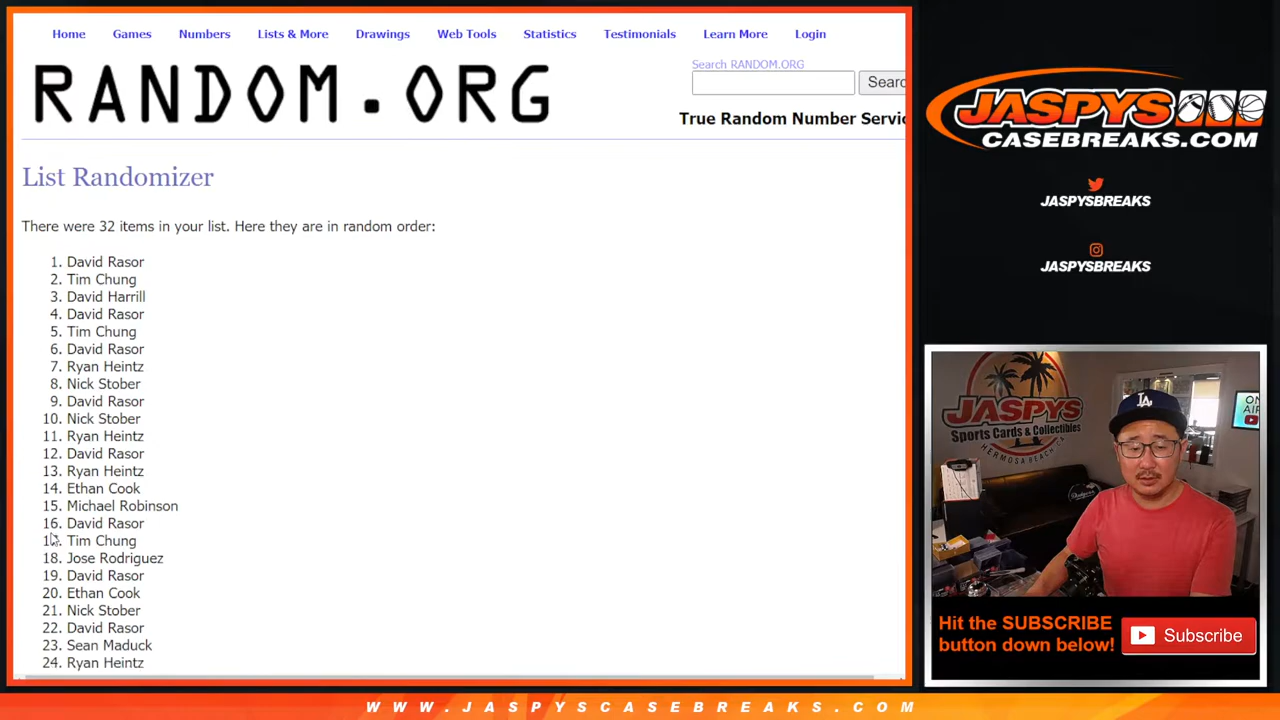 Home Games Numbers Lists & More Drawings Web Tools Statistics Testimonials Learn More Login
RANDOM.ORG
Search RANDOM.ORG
Search
True Random Number
List Randomizer
There were 32 items in your list. Here they are in random order:
1. David Rasor
2. Tim Chung
3. David Harrill
4. David Rasor
5. Tim Chung
6. David Rasor
7. Ryan Heintz
8. Nick Stober
9. David Rasor
10. Nick Stober
11. Ryan Heintz
12. David Rasor
13. Ryan Heintz
14. Ethan Cook
15. Michael Robinson
16. David Rasor
Tim Chung
18. Jose Rodriguez
19. David Rasor
20. Ethan Cook
21. Nick Stober
22. David Rasor
23. Sean Maduck
24. Ryan Heintz
JASPYS
CASEBREAKS.COM
JASPYSBREAKS
JASPYSBREAKS
JASPYS
Sports Cards & Collectibles
HERMOSA BEACH, CA
LA
Dodgers
Hit the SUBSCRIBE
button down below!
Subscribe
WWW.JASPYSCASEBREAKS.COM